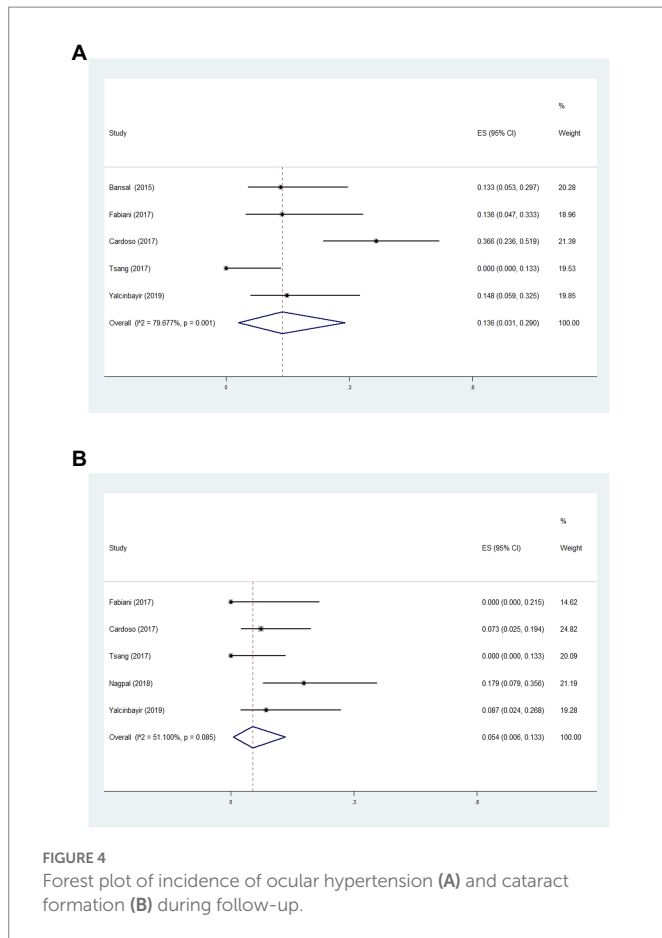 A
%
Study ES (95% CI) Weight
Bansal (2015) 0.133 (0.053, 0.297) 20.28
Fabiani (2017) 0.136 (0.047, 0.333) 18.96
Cardoso (2017) 0.366 (0.236, 0.519) 21.39
Tsang (2017) 0.000 (0.000, 0.133) 19.53
Yalcinbayir (2019) 0.148 (0.059, 0.325) 19.85
Overall (I^2 = 79.677%, p = 0.001) 0.136 (0.031, 0.290) 100.00
0 .3 .6
B
%
Study ES (95% CI) Weight
Fabiani (2017) 0.000 (0.000, 0.215) 14.62
Cardoso (2017) 0.073 (0.025, 0.194) 24.82
Tsang (2017) 0.000 (0.000, 0.133) 20.09
Nagpal (2018) 0.179 (0.079, 0.356) 21.19
Yalcinbayir (2019) 0.087 (0.024, 0.268) 19.28
Overall (I^2 = 51.100%, p = 0.085) 0.054 (0.006, 0.133) 100.00
0 .3 .6
FIGURE 4
Forest plot of incidence of ocular hypertension (A) and cataract
formation (B) during follow-up.